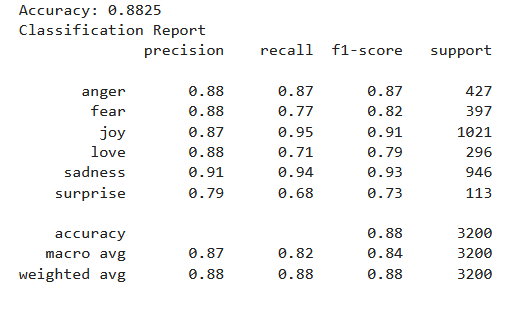 Accuracy: 0.8825
Classification Report
precision recall f1-score support
anger 0.88 0.87 0.87 427
fear 0.88 0.77 0.82 397
joy 0.87 0.95 0.91 1021
love 0.88 0.71 0.79 296
sadness 0.91 0.94 0.93 946
surprise 0.79 0.68 0.73 113
accuracy 0.88 3200
macro avg 0.87 0.82 0.84 3200
weighted avg 0.88 0.88 0.88 3200